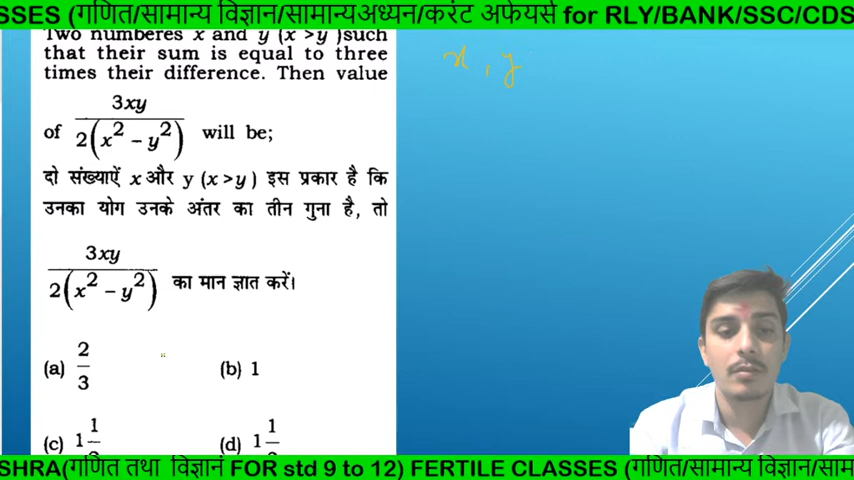 SSES (गणित/सामान्य विज्ञान/सामान्यअध्यन/करंट अफेयर्स for RLY/BANK/SSC/CDS
Two numberes x and y (x >y )such
that their sum is equal to three
times their difference. Then value
of 3xy / 2(x² − y²) will be;
दो संख्याऐं x और y (x >y ) इस प्रकार है कि
उनका योग उनके अंतर का तीन गुना है, तो
3xy / 2(x² − y²) का मान ज्ञात करें।
(a) 2/3 (b) 1
(c) 1 1/ (d) 1 1/
x , y
SHRA(गणित तथा विज्ञान FOR std 9 to 12) FERTILE CLASSES (गणित/सामान्य विज्ञान/साम